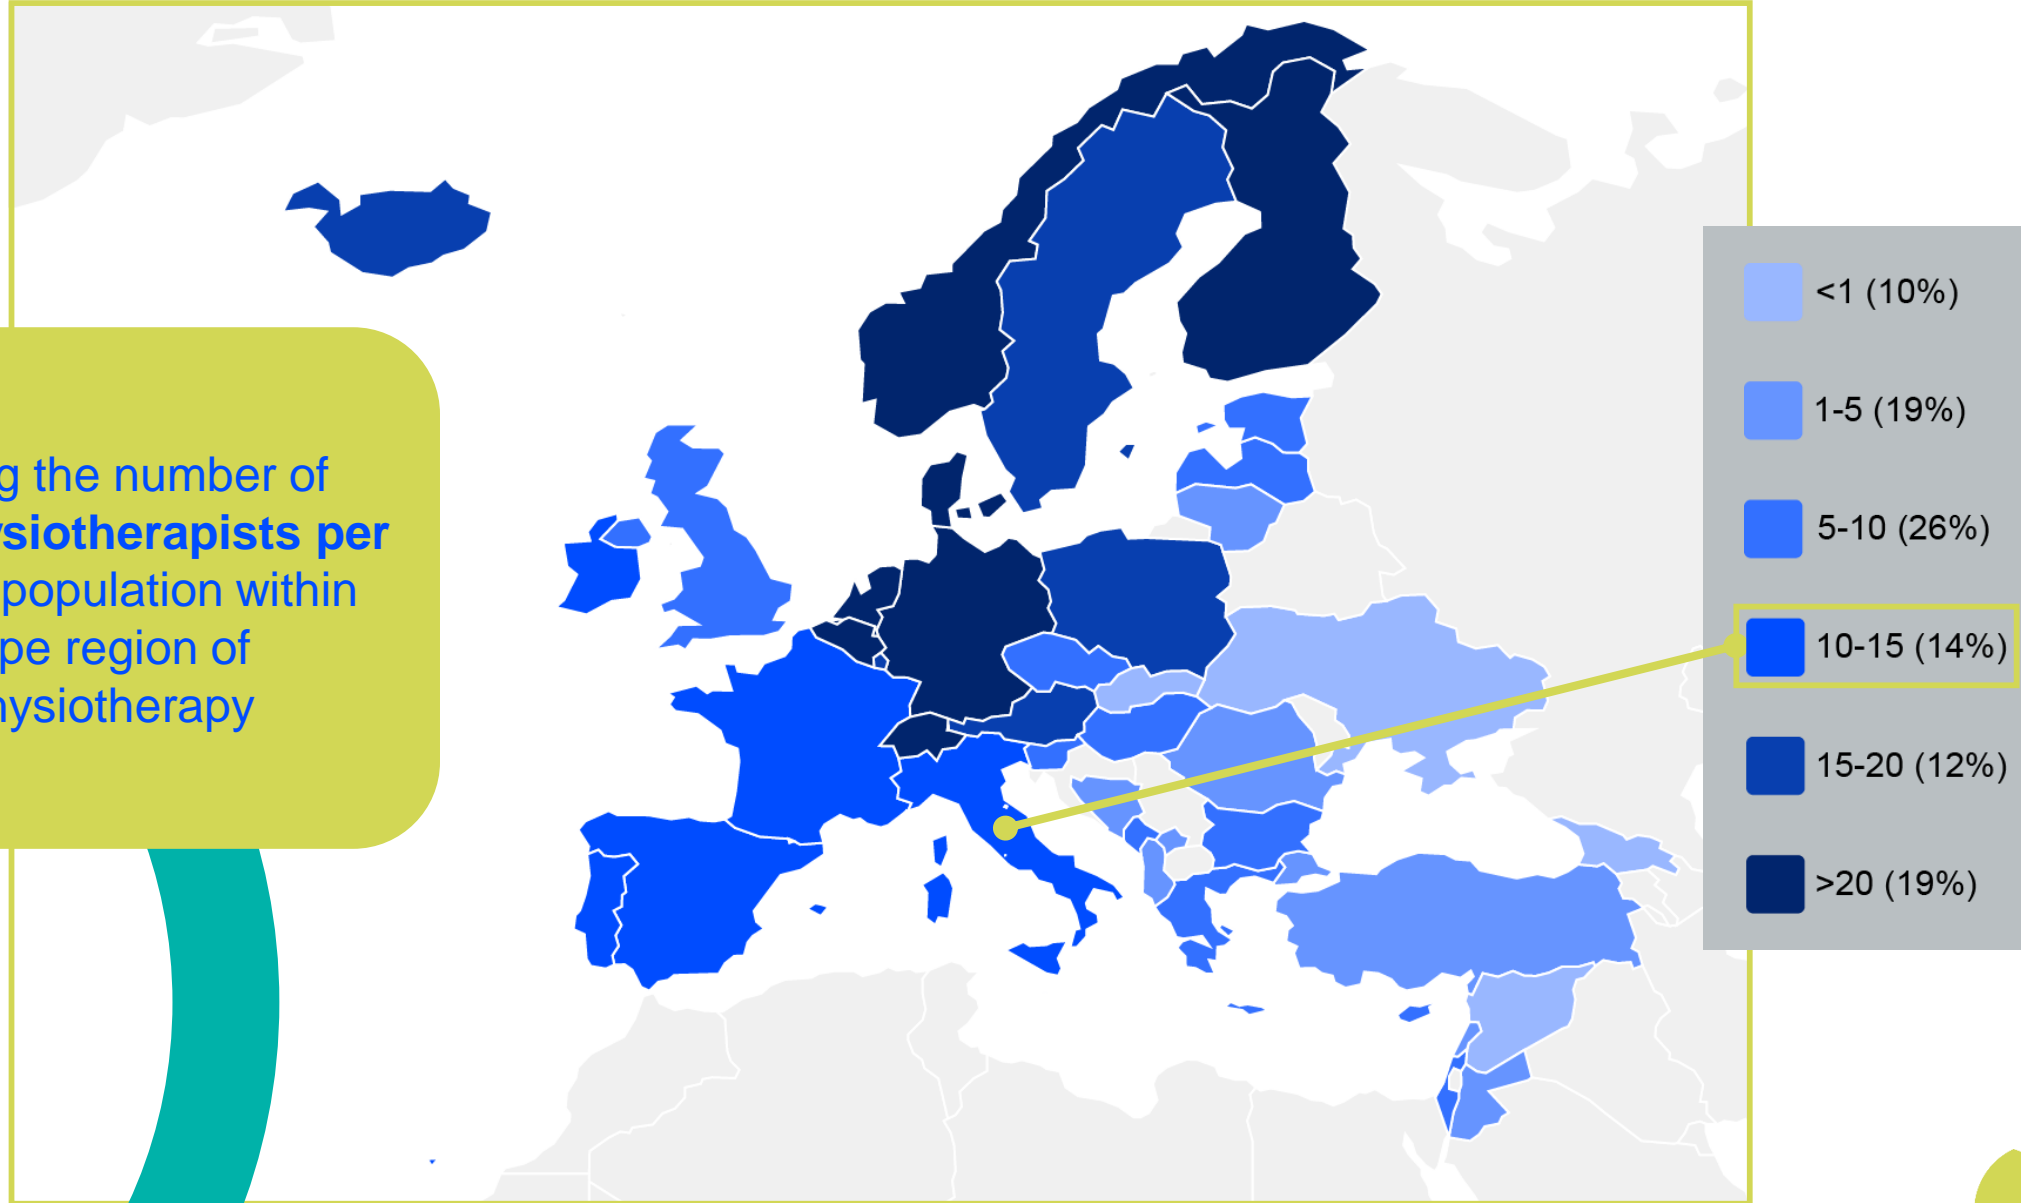 g the number of
ysiotherapists per
population within
pe region of
hysiotherapy
<1 (10%)
1-5 (19%)
5-10 (26%)
10-15 (14%)
15-20 (12%)
>20 (19%)